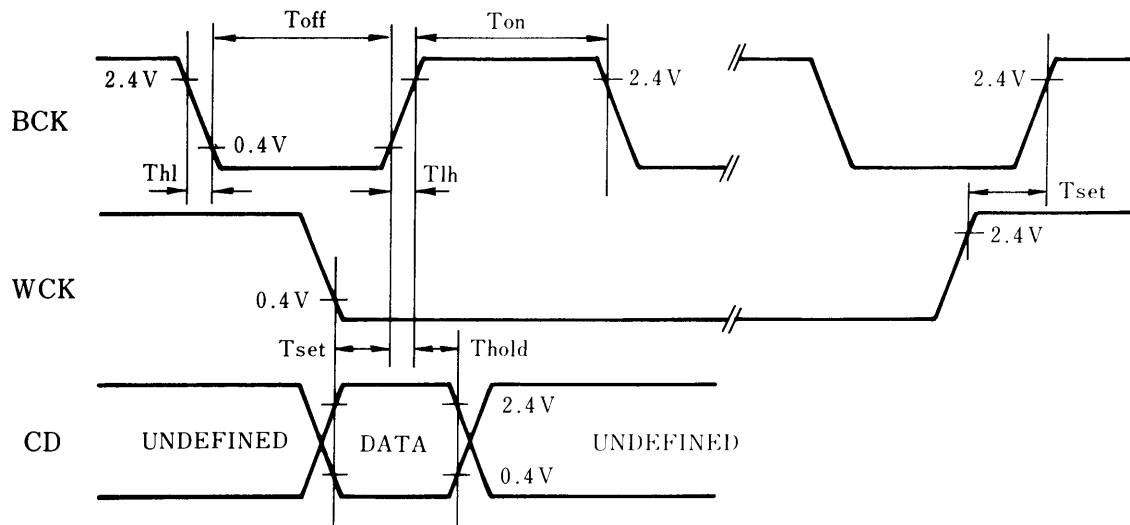 Toff
Ton
2.4V
2.4V
2.4V
BCK
0.4V
Thl
Tlh
Tset
2.4V
WCK
0.4V
Tset
Thold
2.4V
CD
UNDEFINED
DATA
UNDEFINED
0.4V